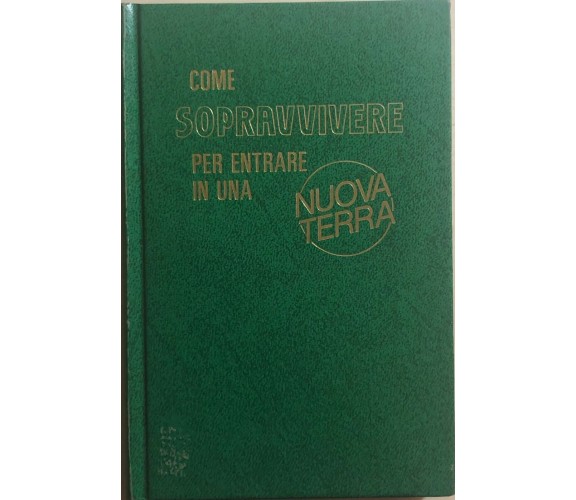 COME
SOPRAVVIVERE
PER ENTRARE
IN UNA
NUOVA
TERRA